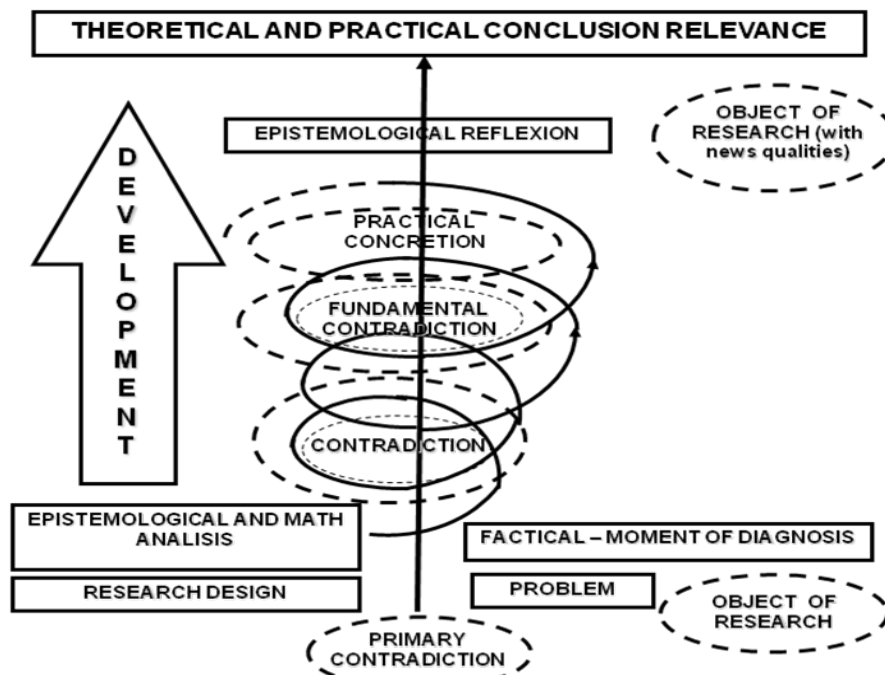 THEORETICAL AND PRACTICAL CONCLUSION RELEVANCE
EPISTEMOLOGICAL REFLEXION
OBJECT OF
RESEARCH (with
news qualities)
DEVELOPMENT
PRACTICAL
CONCRETION
FUNDAMENTAL
CONTRADICTION
CONTRADICTION
EPISTEMOLOGICAL AND MATH
ANALISIS
FACTICAL – MOMENT OF DIAGNOSIS
RESEARCH DESIGN
PROBLEM
OBJECT OF
RESEARCH
PRIMARY
CONTRADICTION